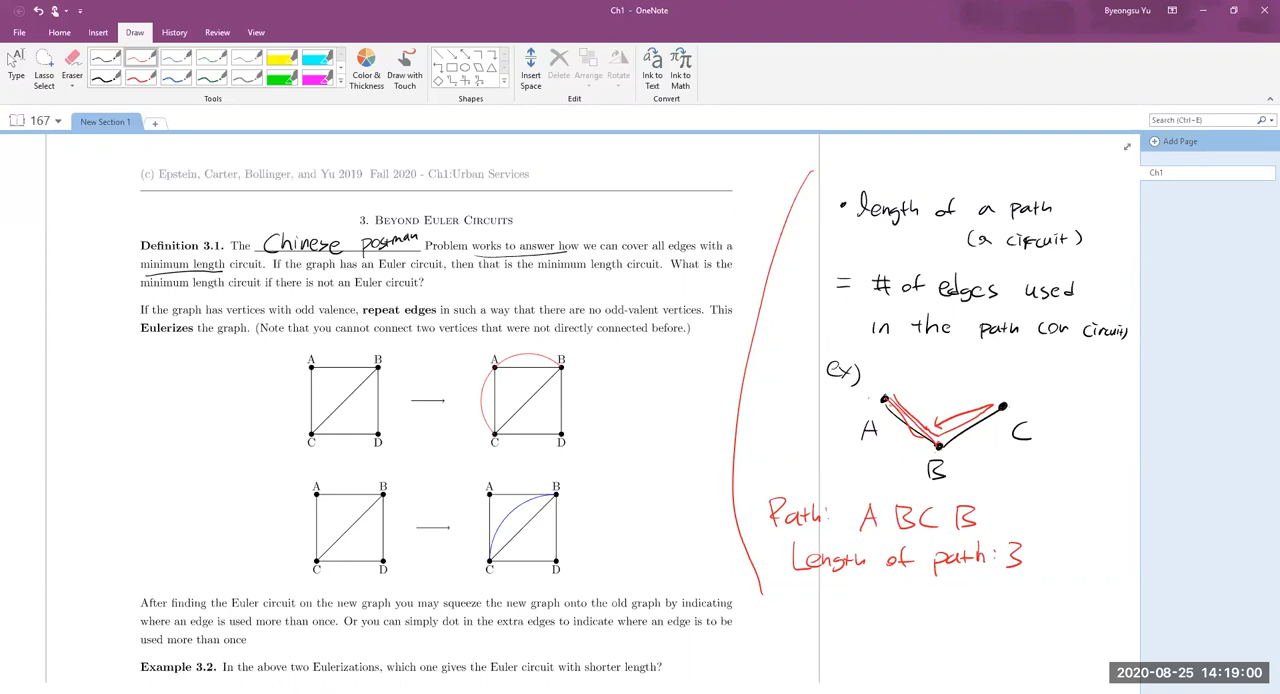 Ch1 - OneNote
Byeongsu Yu
File Home Insert Draw History Review View
Type
Lasso Select
Eraser
Color & Thickness
Draw with Touch
Insert Space
Delete
Arrange
Rotate
Ink to Text
Ink to Math
Tools
Shapes
Edit
Convert
167
New Section 1
Search (Ctrl+E)
Add Page
Ch1
(c) Epstein, Carter, Bollinger, and Yu 2019 Fall 2020 - Ch1:Urban Services
3. Beyond Euler Circuits
Definition 3.1. The Chinese postman Problem works to answer how we can cover all edges with a
minimum length circuit. If the graph has an Euler circuit, then that is the minimum length circuit. What is the
minimum length circuit if there is not an Euler circuit?
If the graph has vertices with odd valence, repeat edges in such a way that there are no odd-valent vertices. This
Eulerizes the graph. (Note that you cannot connect two vertices that were not directly connected before.)
A B A B
C D C D
A B A B
C D C D
After finding the Euler circuit on the new graph you may squeeze the new graph onto the old graph by indicating
where an edge is used more than once. Or you can simply dot in the extra edges to indicate where an edge is to be
used more than once
Example 3.2. In the above two Eulerizations, which one gives the Euler circuit with shorter length?
• length of a path
(a circuit)
= # of edges used
in the path (or circuit)
ex)
A C
B
Path: A B C B
Length of path: 3
2020-08-25 14:19:00